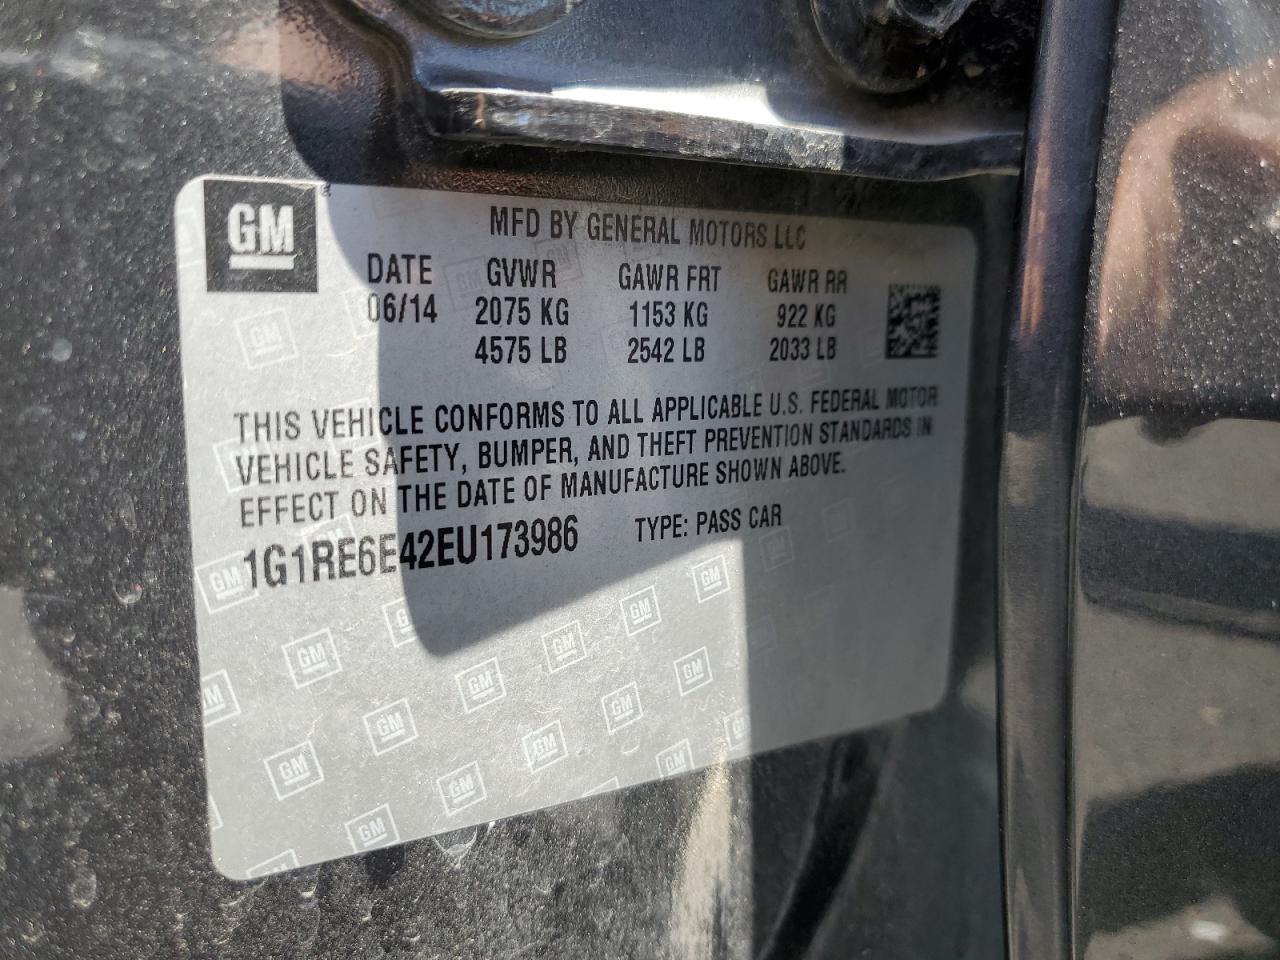 GM
MFD BY GENERAL MOTORS LLC
DATE GVWR GAWR FRT GAWR RR
06/14 2075 KG 1153 KG 922 KG
4575 LB 2542 LB 2033 LB
THIS VEHICLE CONFORMS TO ALL APPLICABLE U.S. FEDERAL MOTOR
VEHICLE SAFETY, BUMPER, AND THEFT PREVENTION STANDARDS IN
EFFECT ON THE DATE OF MANUFACTURE SHOWN ABOVE.
1G1RE6E42EU173986 TYPE: PASS CAR